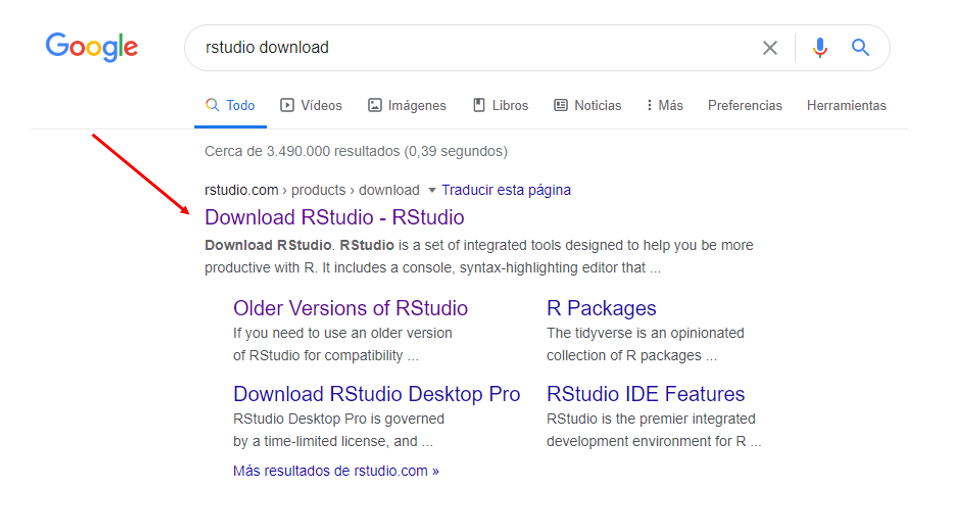 Google
rstudio download
Todo Vídeos Imágenes Libros Noticias Más Preferencias Herramientas
Cerca de 3.490.000 resultados (0,39 segundos)
rstudio.com › products › download Traducir esta página
Download RStudio - RStudio
Download RStudio. RStudio is a set of integrated tools designed to help you be more
productive with R. It includes a console, syntax-highlighting editor that ...
Older Versions of RStudio
If you need to use an older version
of RStudio for compatibility ...
R Packages
The tidyverse is an opinionated
collection of R packages ...
Download RStudio Desktop Pro
RStudio Desktop Pro is governed
by a time-limited license, and ...
RStudio IDE Features
RStudio is the premier integrated
development environment for R ...
Más resultados de rstudio.com »